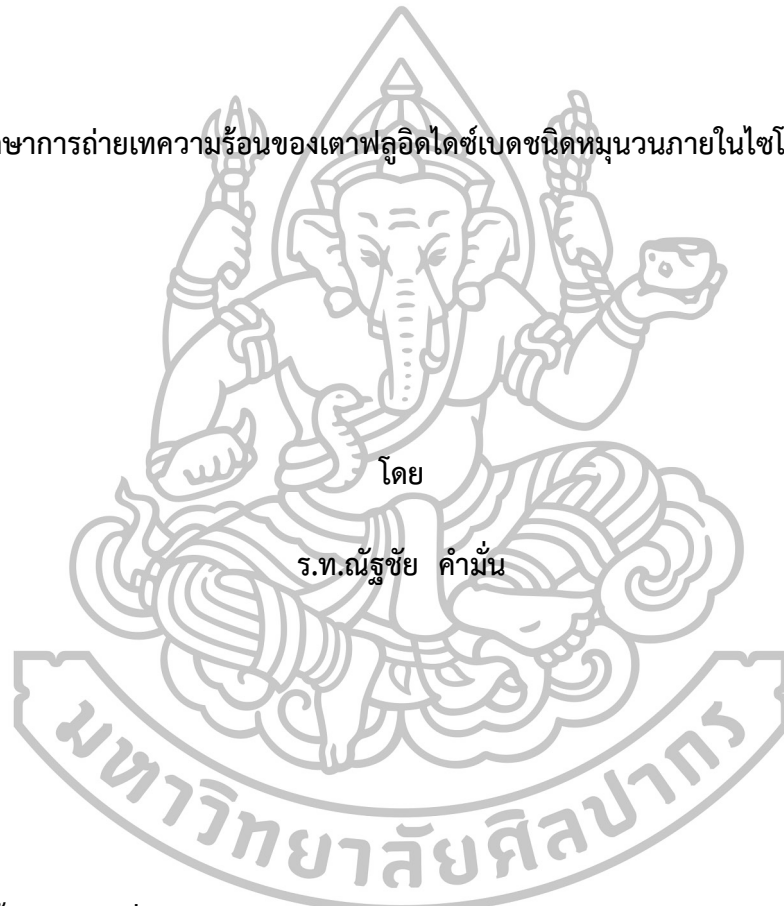 ษาการถ่ายเทความร้อนของเตาฟลูอิดไดซ์เบดชนิดหมุนวนภายในไซโ
โดย
ร.ท.ณัฐชัย คำมั่น
มหาวิทยาลัยศิลปากร